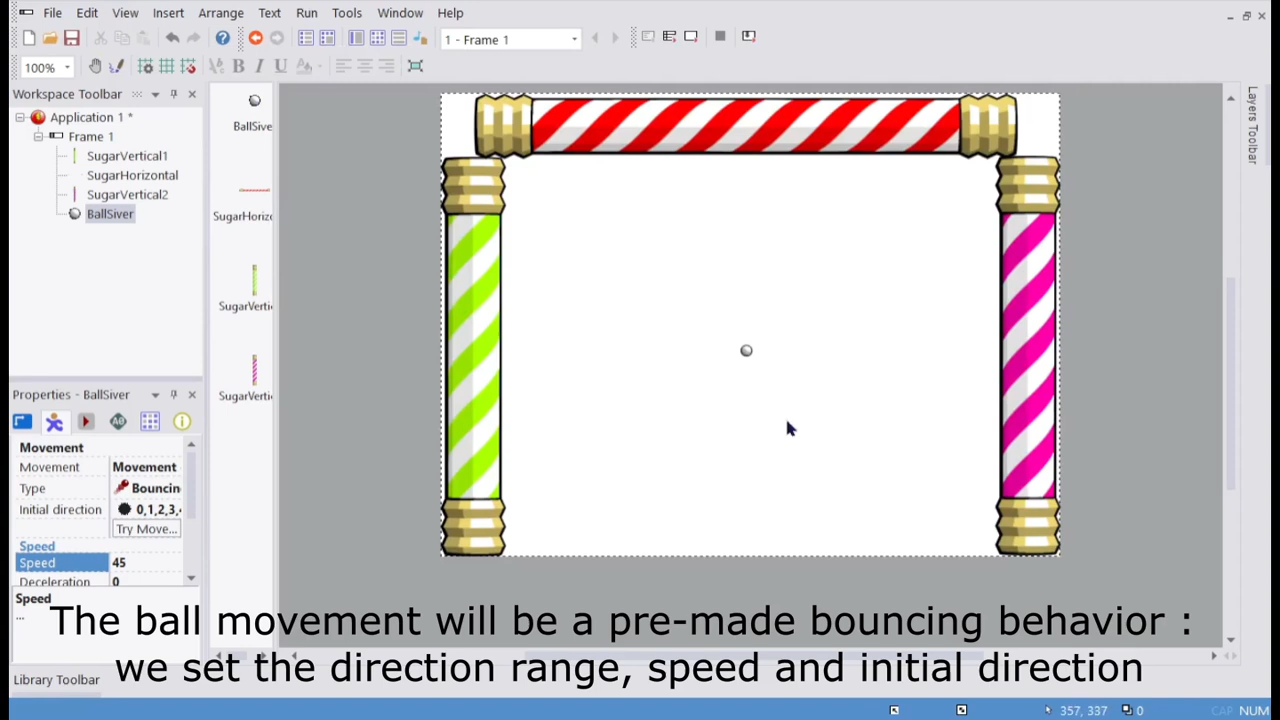 File Edit View Insert Arrange Text Run Tools Window Help
1 - Frame 1
100%
Workspace Toolbar
Application 1 *
Frame 1
SugarVertical1
SugarHorizontal
SugarVertical2
BallSiver
BallSive
SugarHorizo
SugarVerti
SugarVerti
Layers Toolbar
Properties - BallSiver
Movement
Movement Movement
Type Bouncin
Initial direction 0,1,2,3,
Try Move...
Speed
Speed 45
Deceleration 0
Speed
...
The ball movement will be a pre-made bouncing behavior :
we set the direction range, speed and initial direction
Library Toolbar
357, 337 0 CAP NUM